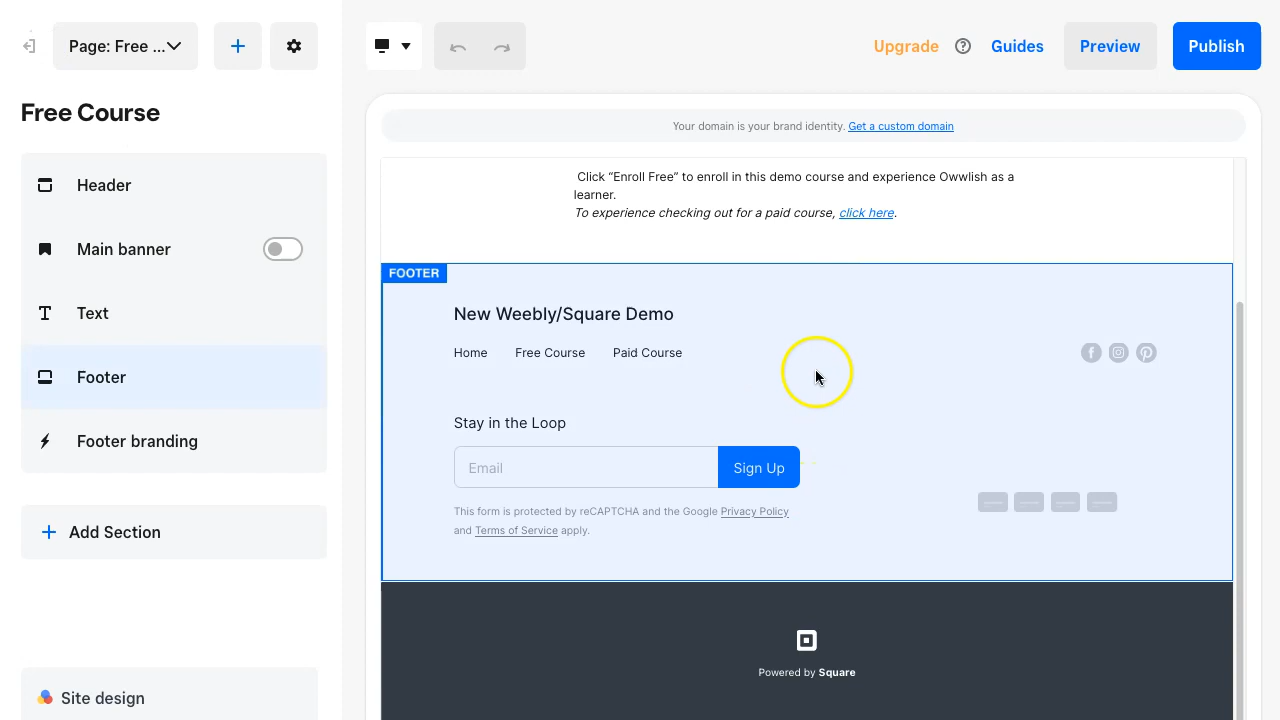 Page: Free ...
Upgrade
Guides
Preview
Publish
Free Course
Header
Main banner
Text
Footer
Footer branding
Add Section
Site design
Your domain is your brand identity. Get a custom domain
Click “Enroll Free” to enroll in this demo course and experience Owwlish as a
learner.
To experience checking out for a paid course, click here.
FOOTER
New Weebly/Square Demo
Home Free Course Paid Course
Stay in the Loop
Email
Sign Up
This form is protected by reCAPTCHA and the Google Privacy Policy
and Terms of Service apply.
Powered by Square